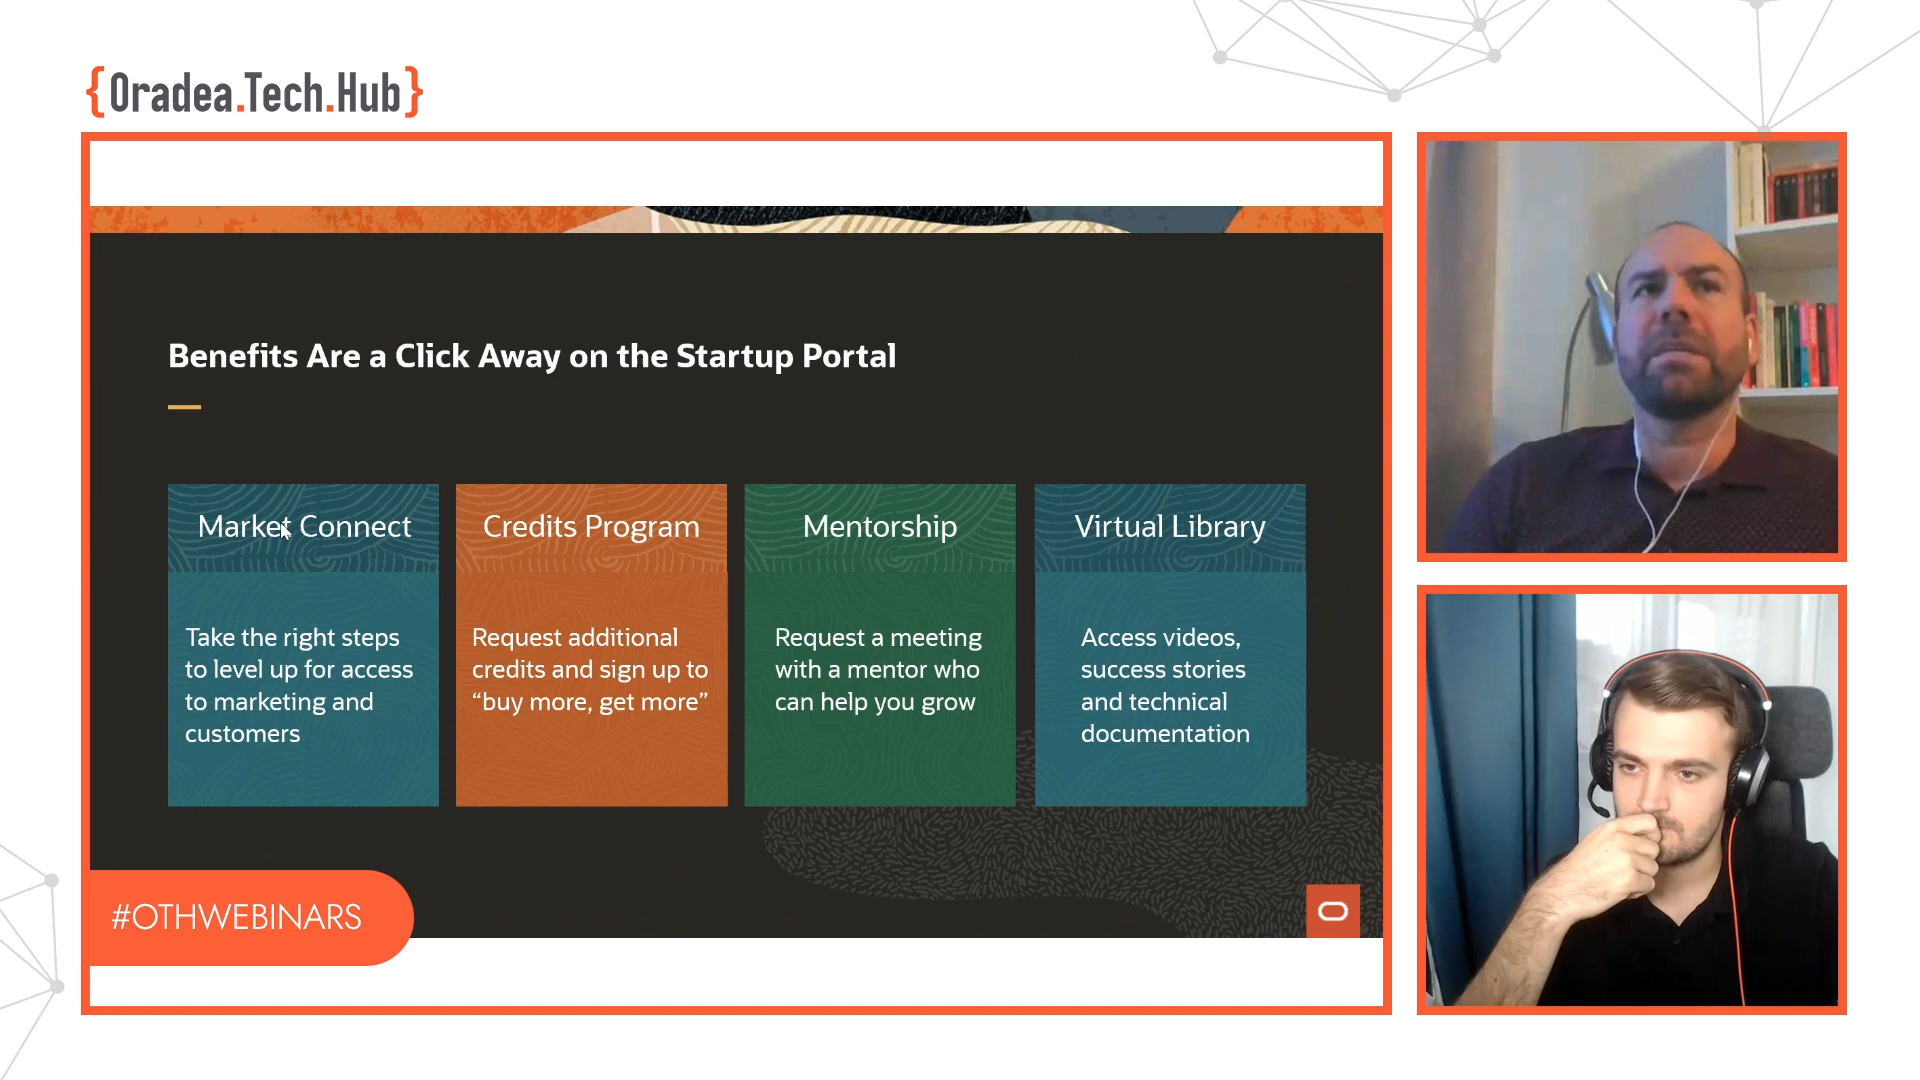 {Oradea.Tech.Hub}
Benefits Are a Click Away on the Startup Portal
Market Connect
Take the right steps
to level up for access
to marketing and
customers
Credits Program
Request additional
credits and sign up to
“buy more, get more”
Mentorship
Request a meeting
with a mentor who
can help you grow
Virtual Library
Access videos,
success stories
and technical
documentation
#OTHWEBINARS